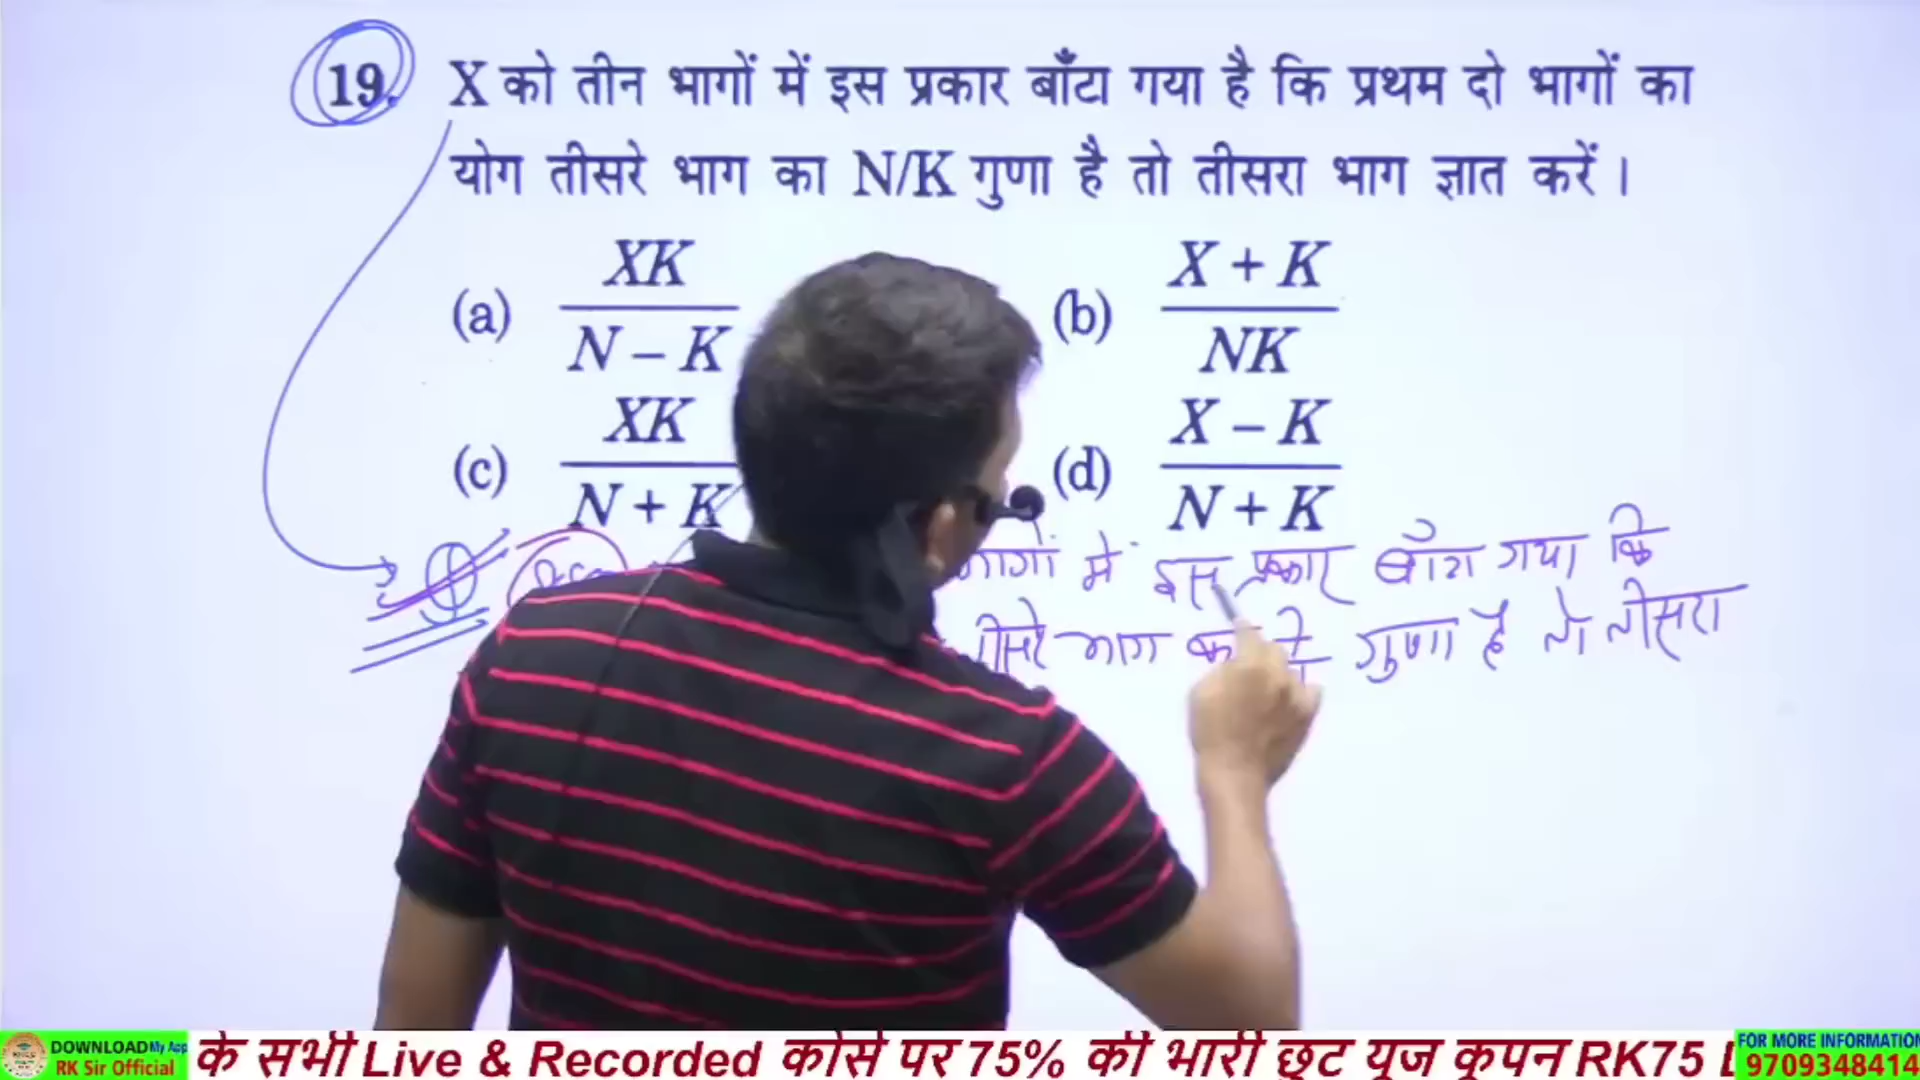 19. X को तीन भागों में इस प्रकार बाँटा गया है कि प्रथम दो भागों का
योग तीसरे भाग का N/K गुणा है तो तीसरा भाग ज्ञात करें ।
(a) XK / N – K
(b) X + K / NK
(c) XK / N + K
(d) X – K / N + K
भागों में इस प्रकार बाँटा गया कि
तीसरे भाग का गुणा है तो तीसरा
DOWNLOAD My App
RK Sir Official
के सभी Live & Recorded कोर्स पर 75% की भारी छुट यूज कूपन RK75
FOR MORE INFORMATION
9709348414